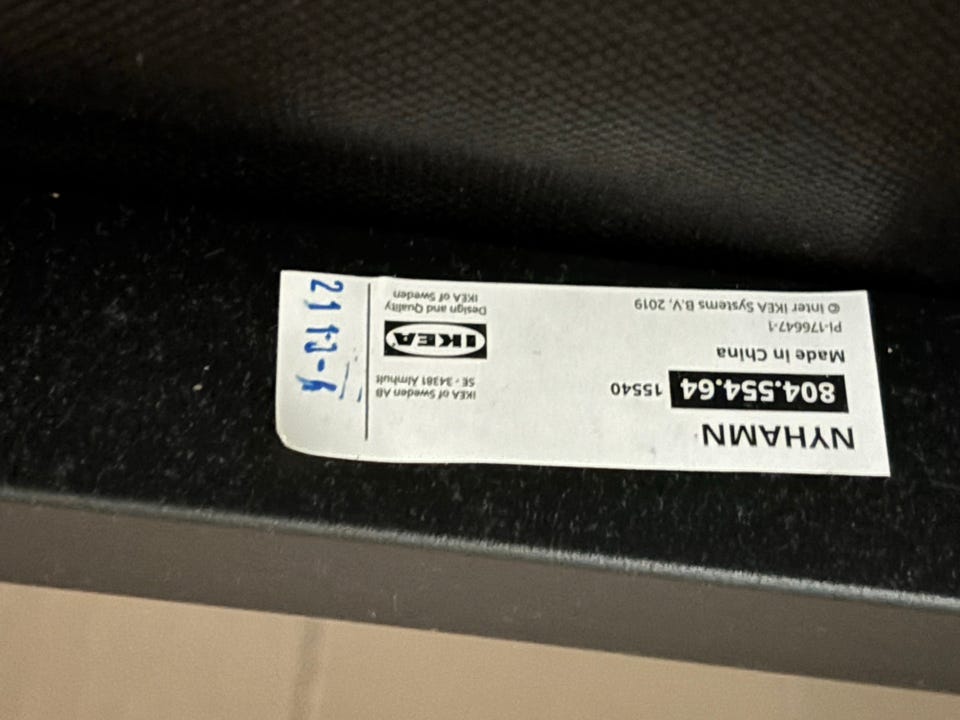 NYHAMN
804.554.64 15540
Made in China
PI-176647-1
© Inter IKEA Systems B.V. 2019
IKEA of Sweden AB
SE - 34381 Älmhult
IKEA
Design and Quality
IKEA of Sweden